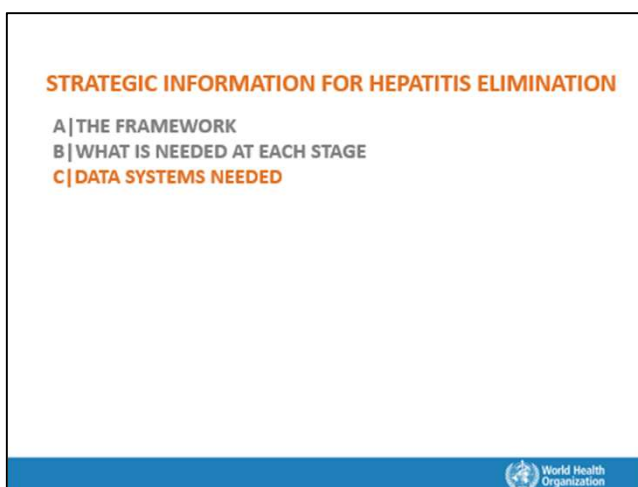 STRATEGIC INFORMATION FOR HEPATITIS ELIMINATION
A|THE FRAMEWORK
B|WHAT IS NEEDED AT EACH STAGE
C|DATA SYSTEMS NEEDED
World Health
Organization